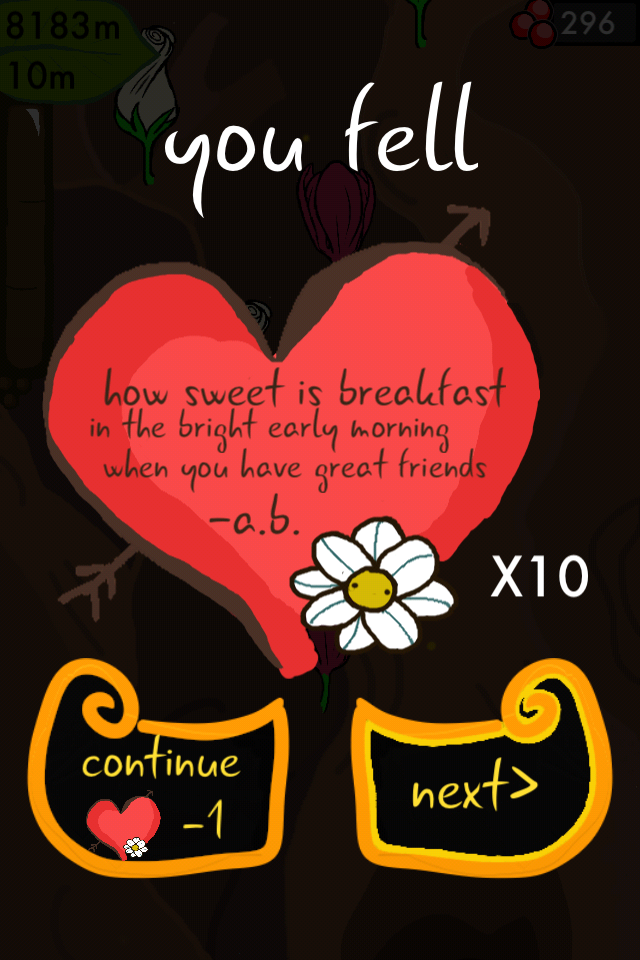 8183m
10m
296
you fell
how sweet is breakfast
in the bright early morning
when you have great friends
-a.b.
X10
continue
-1
next>